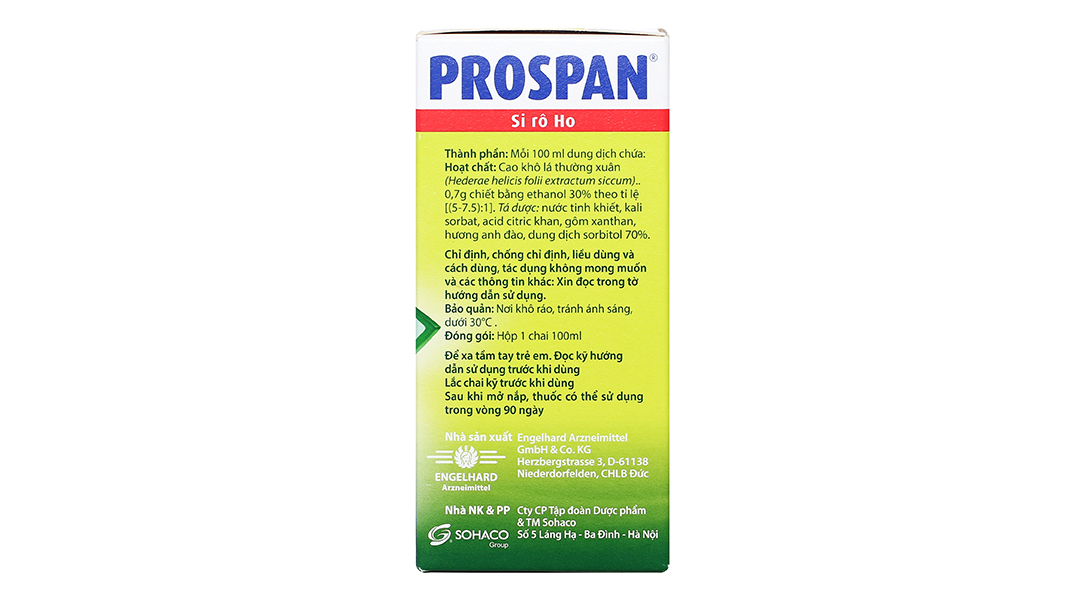 PROSPAN®
Si rô Ho
Thành phần: Mỗi 100 ml dung dịch chứa:
Hoạt chất: Cao khô lá thường xuân
(Hederae helicis folii extractum siccum)..
0,7g chiết bằng ethanol 30% theo tỉ lệ
[(5-7.5):1]. Tá dược: nước tinh khiết, kali
sorbat, acid citric khan, gôm xanthan,
hương anh đào, dung dịch sorbitol 70%.
Chỉ định, chống chỉ định, liều dùng và
cách dùng, tác dụng không mong muốn
và các thông tin khác: Xin đọc trong tờ
hướng dẫn sử dụng.
Bảo quản: Nơi khô ráo, tránh ánh sáng,
dưới 30°C .
Đóng gói: Hộp 1 chai 100ml
Để xa tầm tay trẻ em. Đọc kỹ hướng
dẫn sử dụng trước khi dùng
Lắc chai kỹ trước khi dùng
Sau khi mở nắp, thuốc có thể sử dụng
trong vòng 90 ngày
Nhà sản xuất Engelhard Arzneimittel
GmbH & Co. KG
Herzbergstrasse 3, D-61138
Niederdorfelden, CHLB Đức
ENGELHARD
Arzneimittel
Nhà NK & PP Cty CP Tập đoàn Dược phẩm
& TM Sohaco
Số 5 Láng Hạ - Ba Đình - Hà Nội
SOHACO
Group